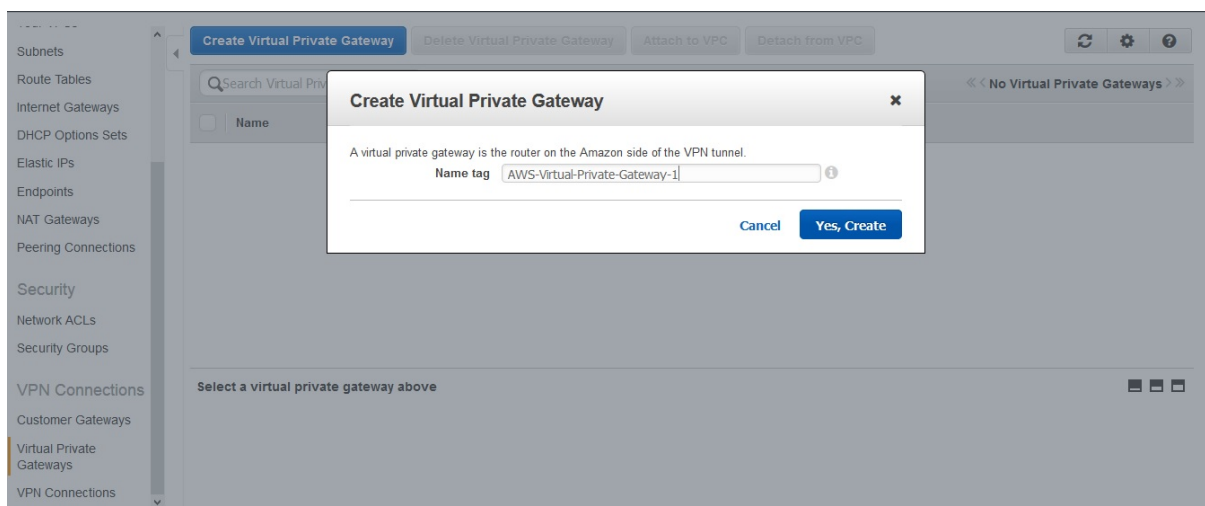 Subnets
Route Tables
Internet Gateways
DHCP Options Sets
Elastic IPs
Endpoints
NAT Gateways
Peering Connections
Security
Network ACLs
Security Groups
VPN Connections
Customer Gateways
Virtual Private
Gateways
VPN Connections
Create Virtual Private Gateway Delete Virtual Private Gateway Attach to VPC Detach from VPC
Search Virtual Priv
« < No Virtual Private Gateways > »
Name
Create Virtual Private Gateway
A virtual private gateway is the router on the Amazon side of the VPN tunnel.
Name tag AWS-Virtual-Private-Gateway-1
Cancel Yes, Create
Select a virtual private gateway above